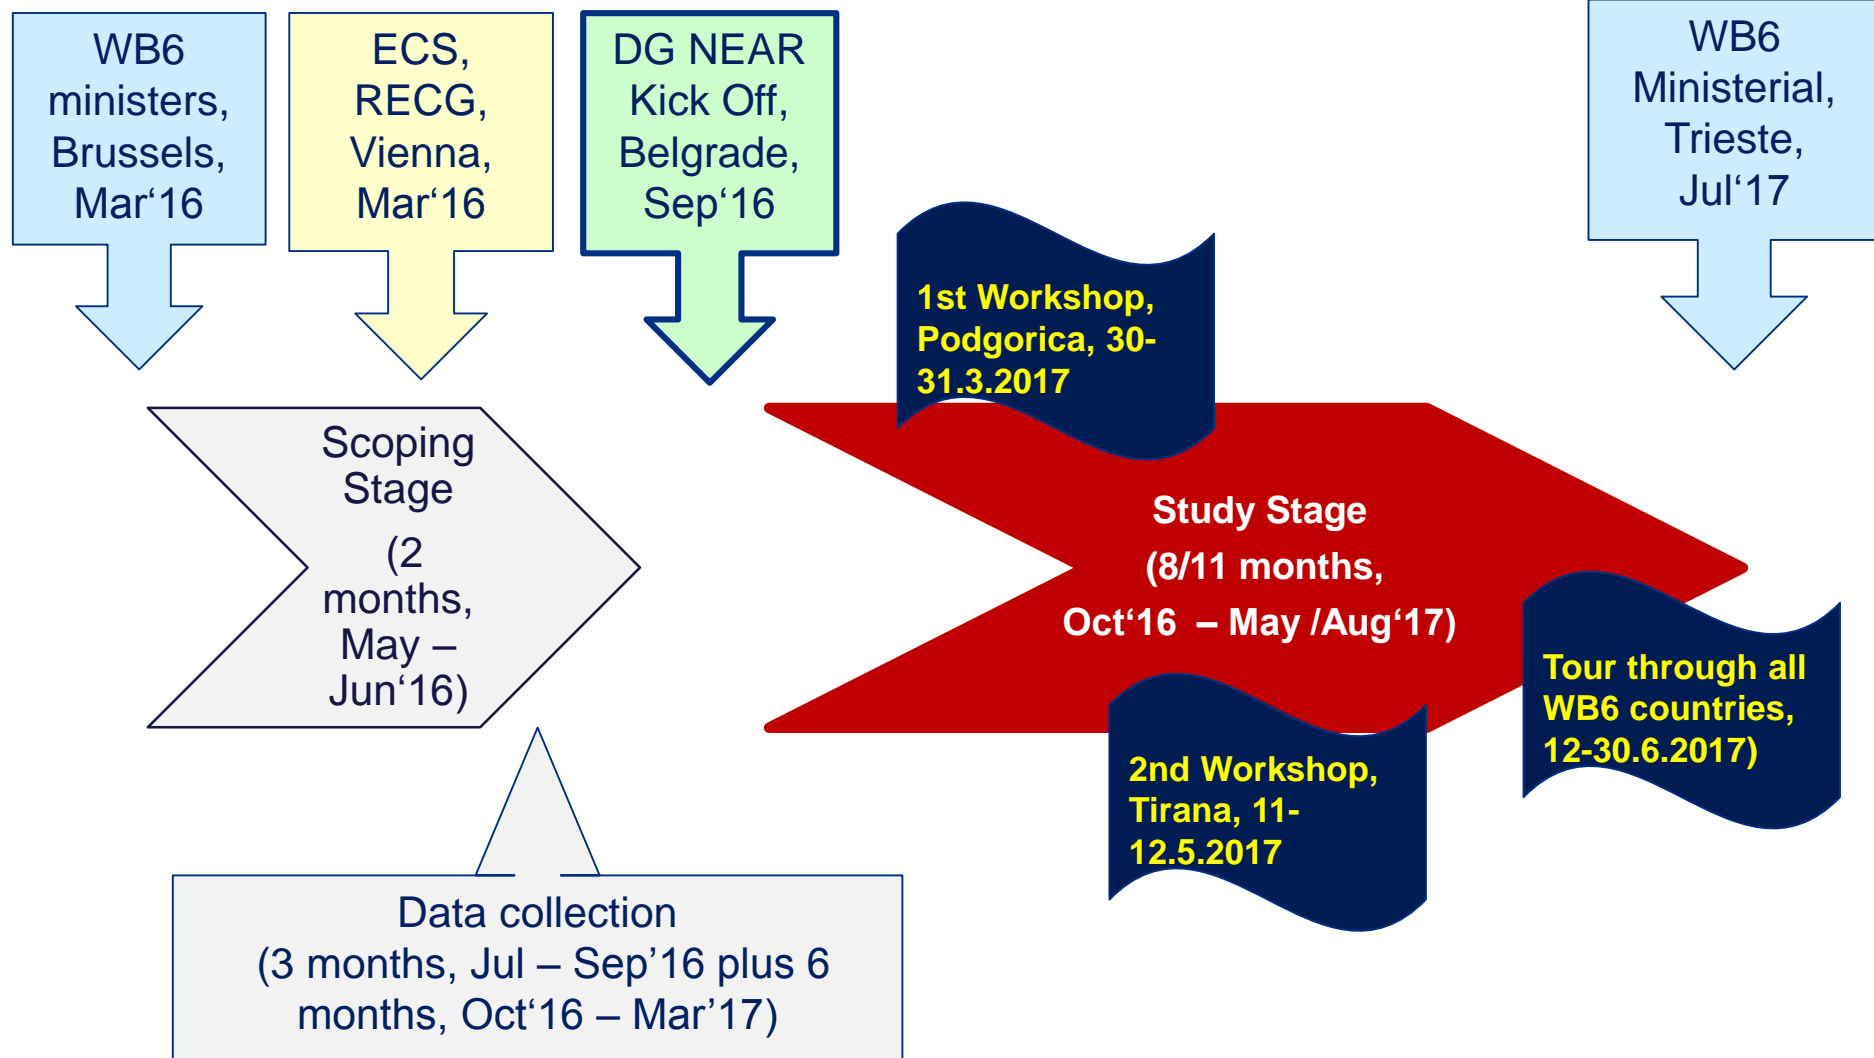 WB6
ministers,
Brussels,
Mar‘16
ECS,
RECG,
Vienna,
Mar‘16
DG NEAR
Kick Off,
Belgrade,
Sep‘16
WB6
Ministerial,
Trieste,
Jul‘17
1st Workshop,
Podgorica, 30-
31.3.2017
Scoping
Stage
(2
months,
May –
Jun‘16)
Study Stage
(8/11 months,
Oct‘16 – May /Aug‘17)
Tour through all
WB6 countries,
12-30.6.2017)
2nd Workshop,
Tirana, 11-
12.5.2017
Data collection
(3 months, Jul – Sep’16 plus 6
months, Oct‘16 – Mar’17)